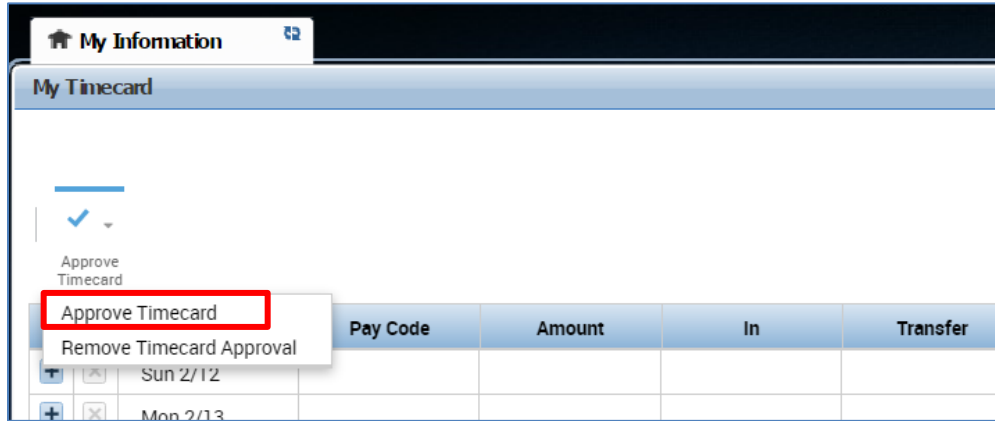 My Information
My Timecard
Approve
Timecard
Approve Timecard
Remove Timecard Approval
Pay Code Amount In Transfer
Sun 2/12
Mon 2/13